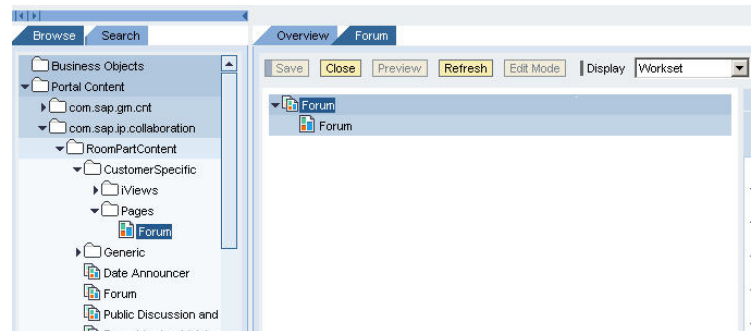 Browse Search
Overview Forum
Save Close Preview Refresh Edit Mode Display Workset
Business Objects
Portal Content
com.sap.gm.cnt
com.sap.ip.collaboration
RoomPartContent
CustomerSpecific
iViews
Pages
Forum
Generic
Date Announcer
Forum
Public Discussion and
Forum
Forum